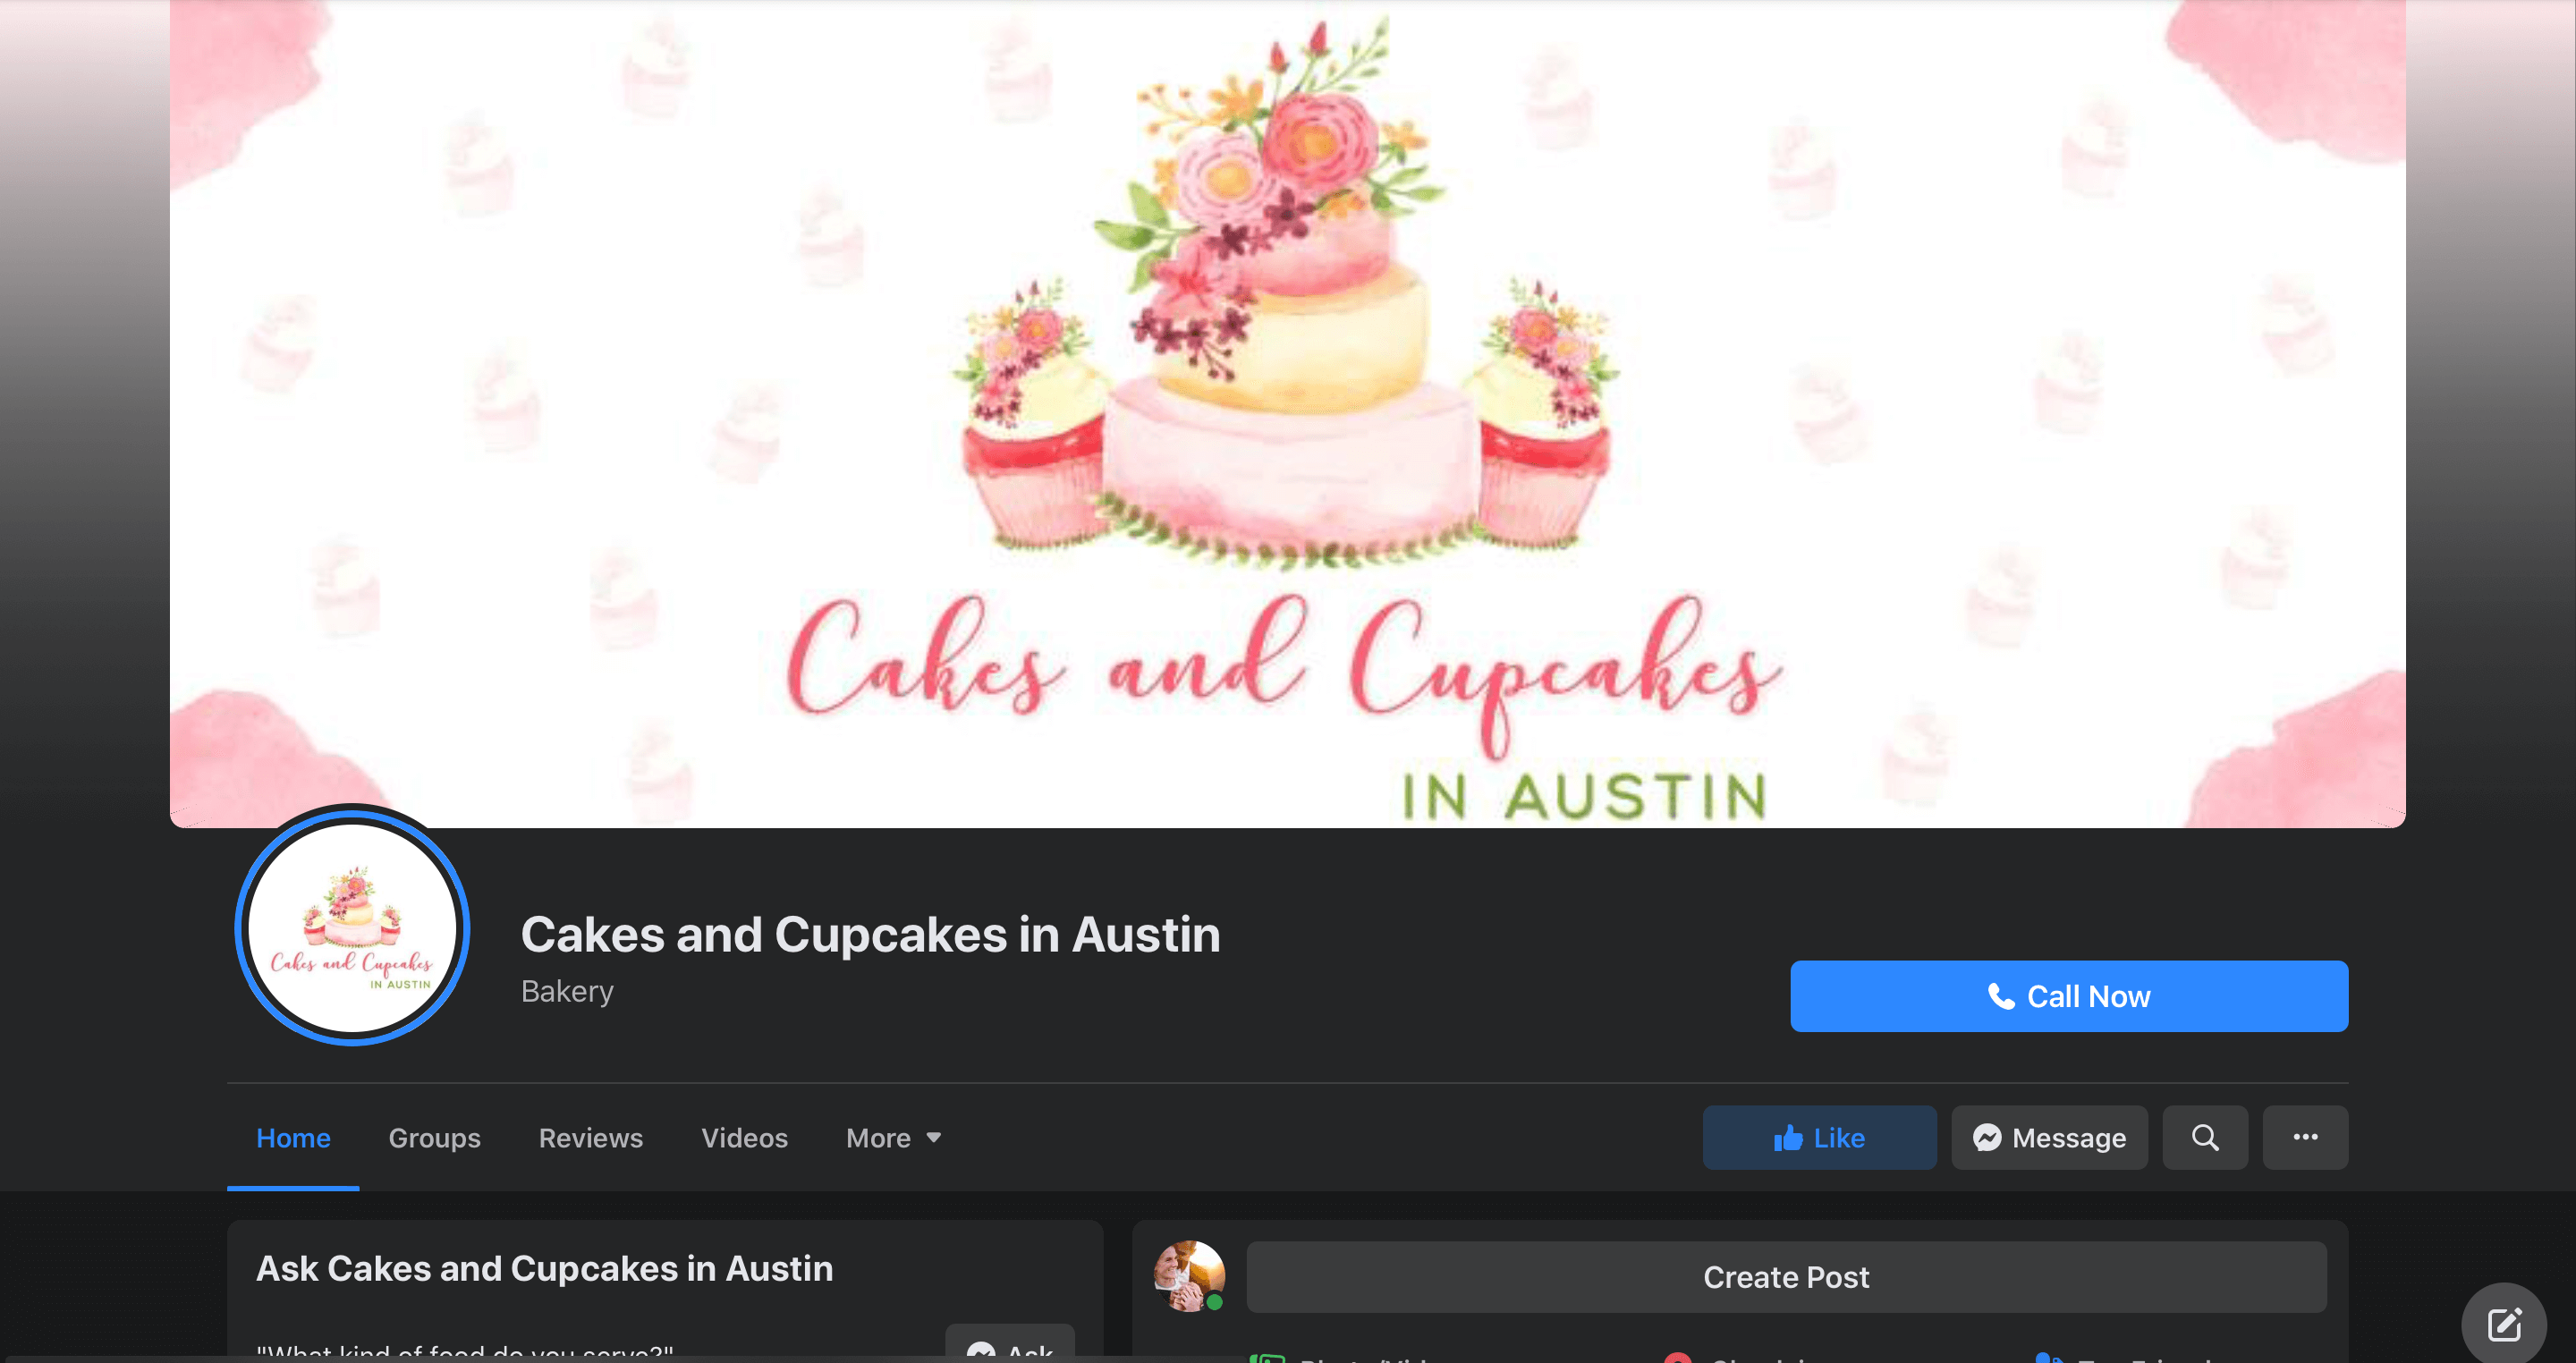 Cakes and Cupcakes
IN AUSTIN
Cakes and Cupcakes
IN AUSTIN
Cakes and Cupcakes in Austin
Bakery
Call Now
Home Groups Reviews Videos More
Like Message
Ask Cakes and Cupcakes in Austin
Create Post
"What kind of food do you serve?"
Ask